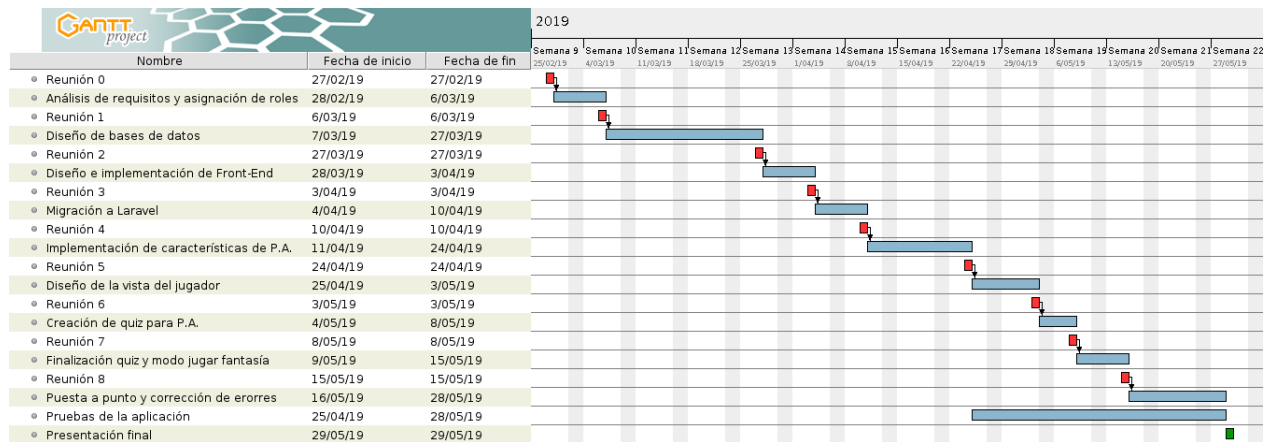 GANTT
project
2019
Semana 9 Semana 10 Semana 11 Semana 12 Semana 13 Semana 14 Semana 15 Semana 16 Semana 17 Semana 18 Semana 19 Semana 20 Semana 21 Semana 22
Nombre Fecha de inicio Fecha de fin 25/02/19 4/03/19 11/03/19 18/03/19 25/03/19 1/04/19 8/04/19 15/04/19 22/04/19 29/04/19 6/05/19 13/05/19 20/05/19 27/05/19
Reunión 0 27/02/19 27/02/19
Análisis de requisitos y asignación de roles 28/02/19 6/03/19
Reunión 1 6/03/19 6/03/19
Diseño de bases de datos 7/03/19 27/03/19
Reunión 2 27/03/19 27/03/19
Diseño e implementación de Front-End 28/03/19 3/04/19
Reunión 3 3/04/19 3/04/19
Migración a Laravel 4/04/19 10/04/19
Reunión 4 10/04/19 10/04/19
Implementación de características de P.A. 11/04/19 24/04/19
Reunión 5 24/04/19 24/04/19
Diseño de la vista del jugador 25/04/19 3/05/19
Reunión 6 3/05/19 3/05/19
Creación de quiz para P.A. 4/05/19 8/05/19
Reunión 7 8/05/19 8/05/19
Finalización quiz y modo jugar fantasía 9/05/19 15/05/19
Reunión 8 15/05/19 15/05/19
Puesta a punto y corrección de erorres 16/05/19 28/05/19
Pruebas de la aplicación 25/04/19 28/05/19
Presentación final 29/05/19 29/05/19